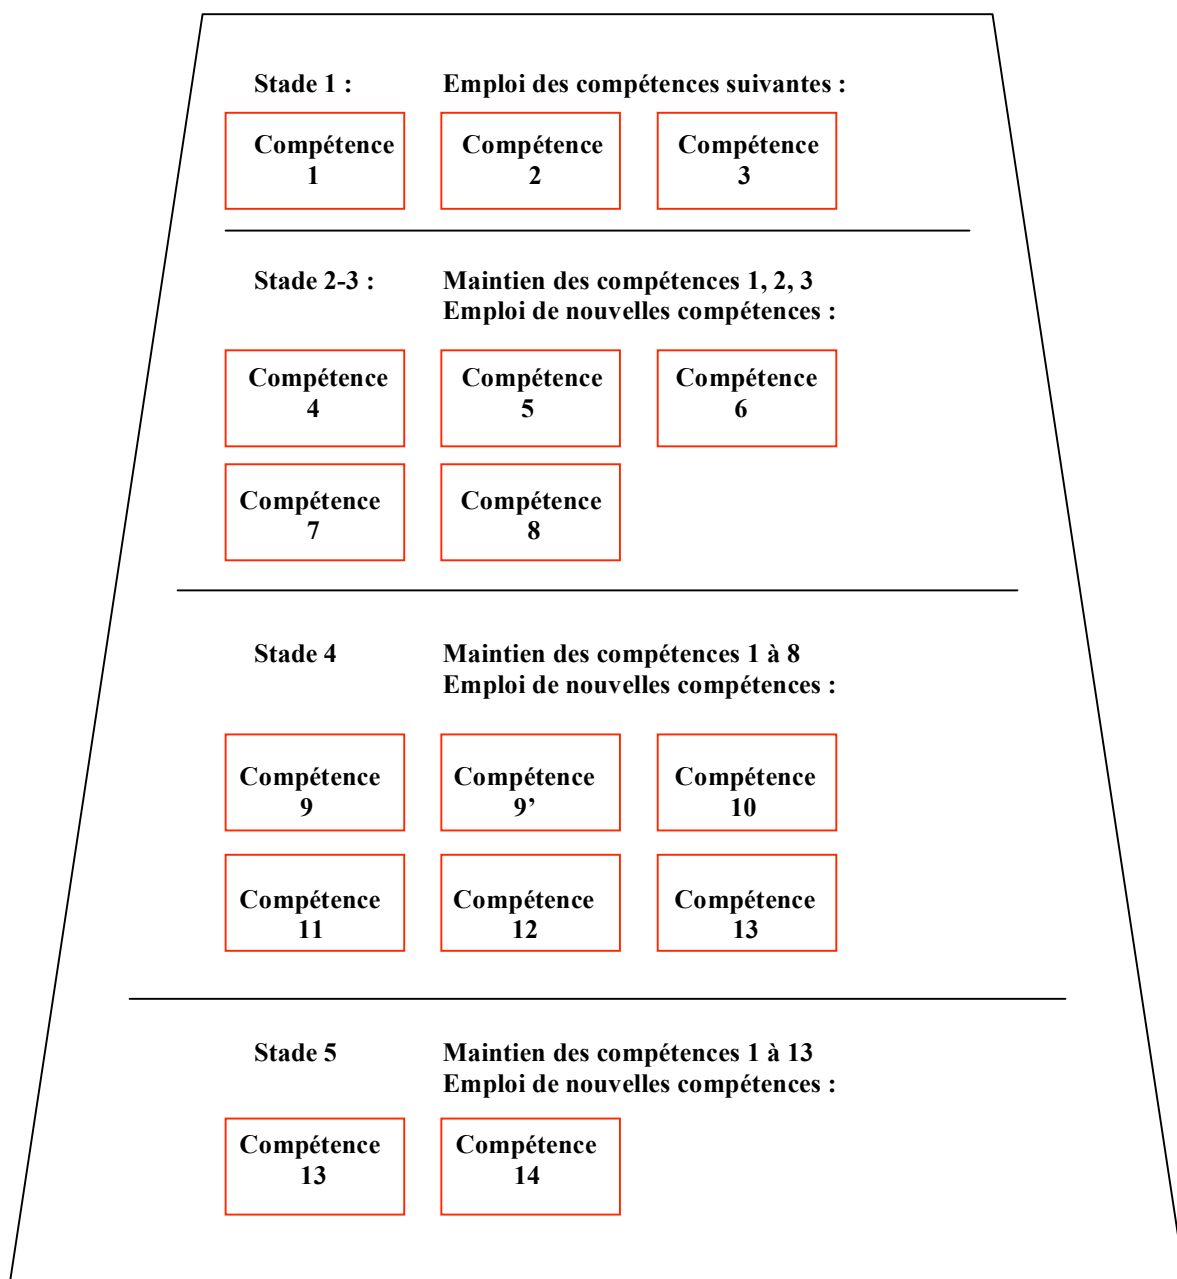 Stade 1 : Emploi des compétences suivantes :
Compétence Compétence Compétence
1 2 3
Stade 2-3 : Maintien des compétences 1, 2, 3
Emploi de nouvelles compétences :
Compétence Compétence Compétence
4 5 6
Compétence Compétence
7 8
Stade 4 Maintien des compétences 1 à 8
Emploi de nouvelles compétences :
Compétence Compétence Compétence
9 9’ 10
Compétence Compétence Compétence
11 12 13
Stade 5 Maintien des compétences 1 à 13
Emploi de nouvelles compétences :
Compétence Compétence
13 14